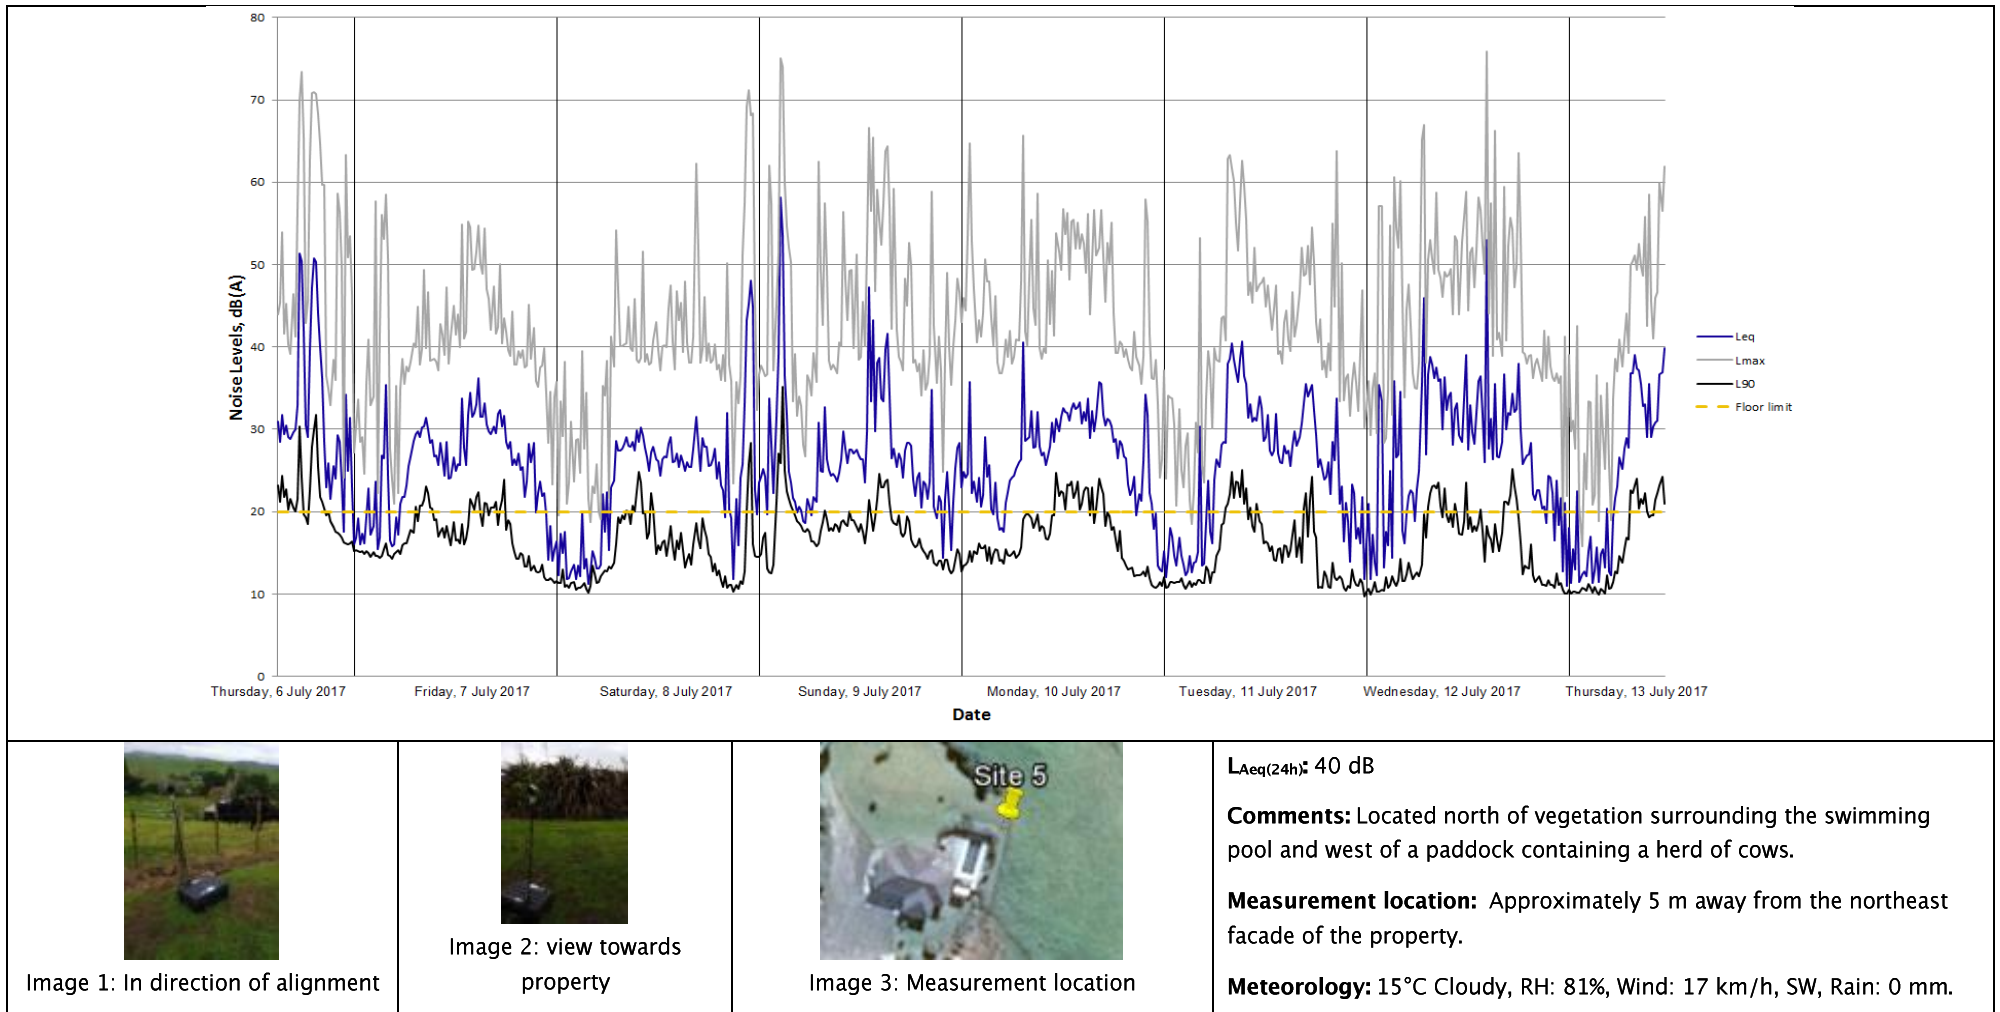 80
70
60
50
40
30
20
10
0
Noise Levels, dB(A)
Thursday, 6 July 2017
Friday, 7 July 2017
Saturday, 8 July 2017
Sunday, 9 July 2017
Monday, 10 July 2017
Tuesday, 11 July 2017
Wednesday, 12 July 2017
Thursday, 13 July 2017
Date
Leq
Lmax
L90
Floor limit
Image 1: In direction of alignment
Image 2: view towards
property
Site 5
Image 3: Measurement location
LAeq(24h): 40 dB
Comments: Located north of vegetation surrounding the swimming
pool and west of a paddock containing a herd of cows.
Measurement location: Approximately 5 m away from the northeast
facade of the property.
Meteorology: 15°C Cloudy, RH: 81%, Wind: 17 km/h, SW, Rain: 0 mm.